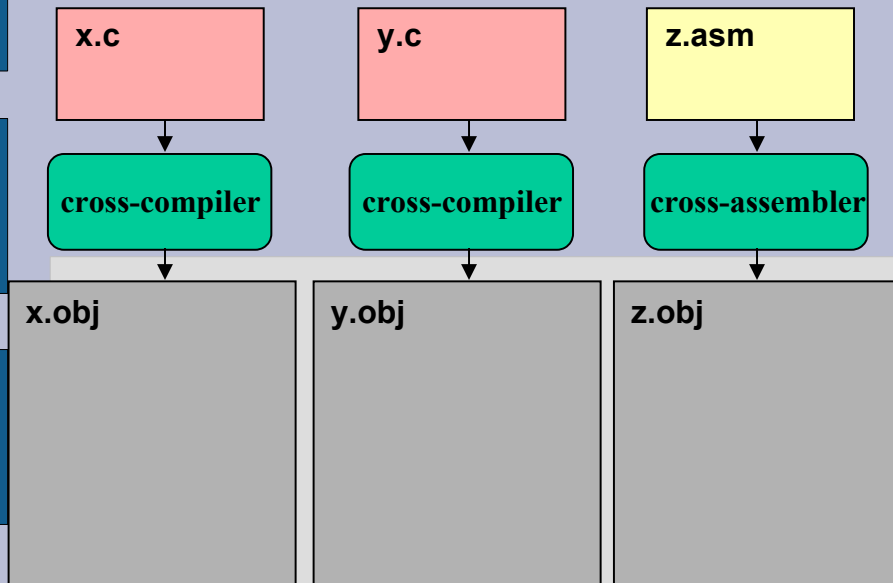 x.c
y.c
z.asm
cross-compiler
cross-compiler
cross-assembler
x.obj
y.obj
z.obj